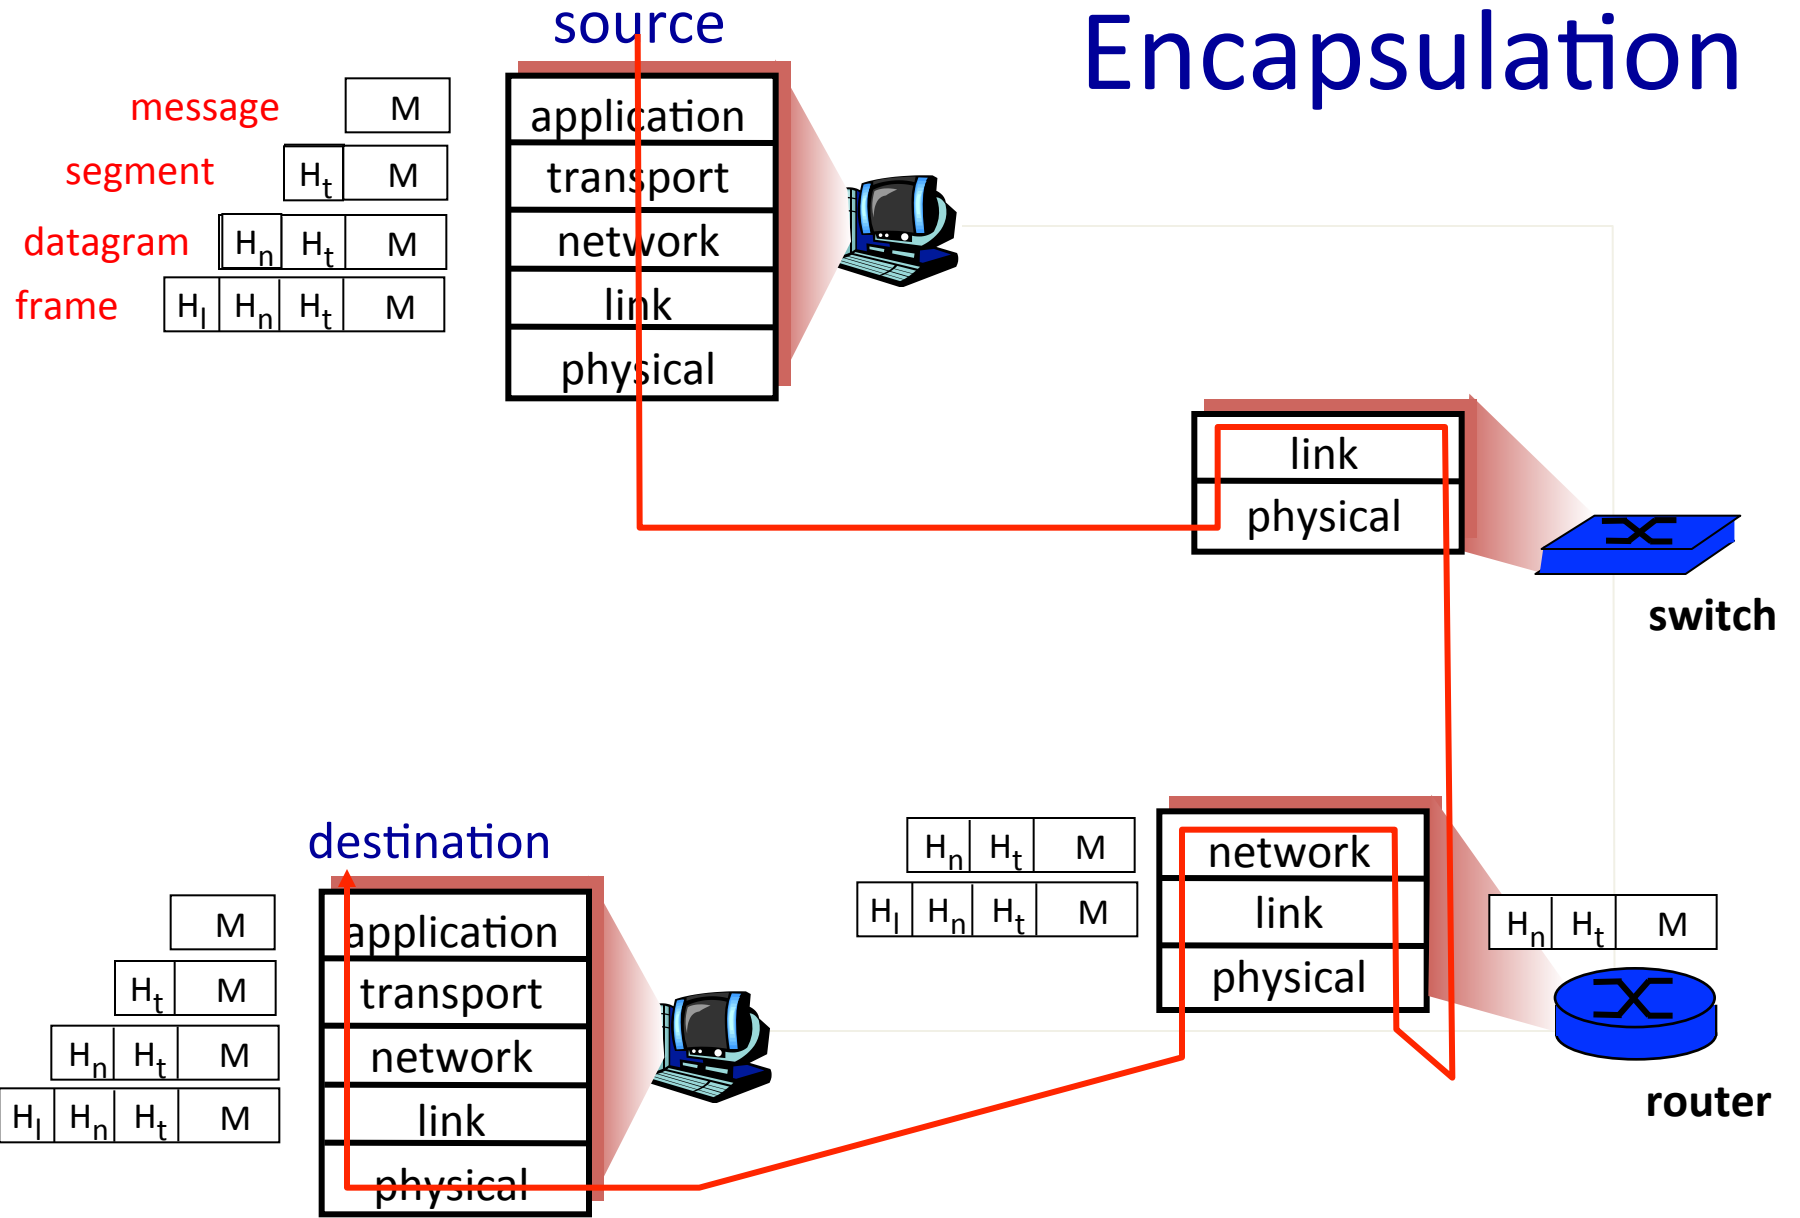 source
Encapsulation
message M
segment Ht M
datagram Hn Ht M
frame Hl Hn Ht M
application
transport
network
link
physical
link
physical
switch
destination
M
Ht M
Hn Ht M
Hl Hn Ht M
application
transport
network
link
physical
Hn Ht M
Hl Hn Ht M
network
link
physical
Hn Ht M
router